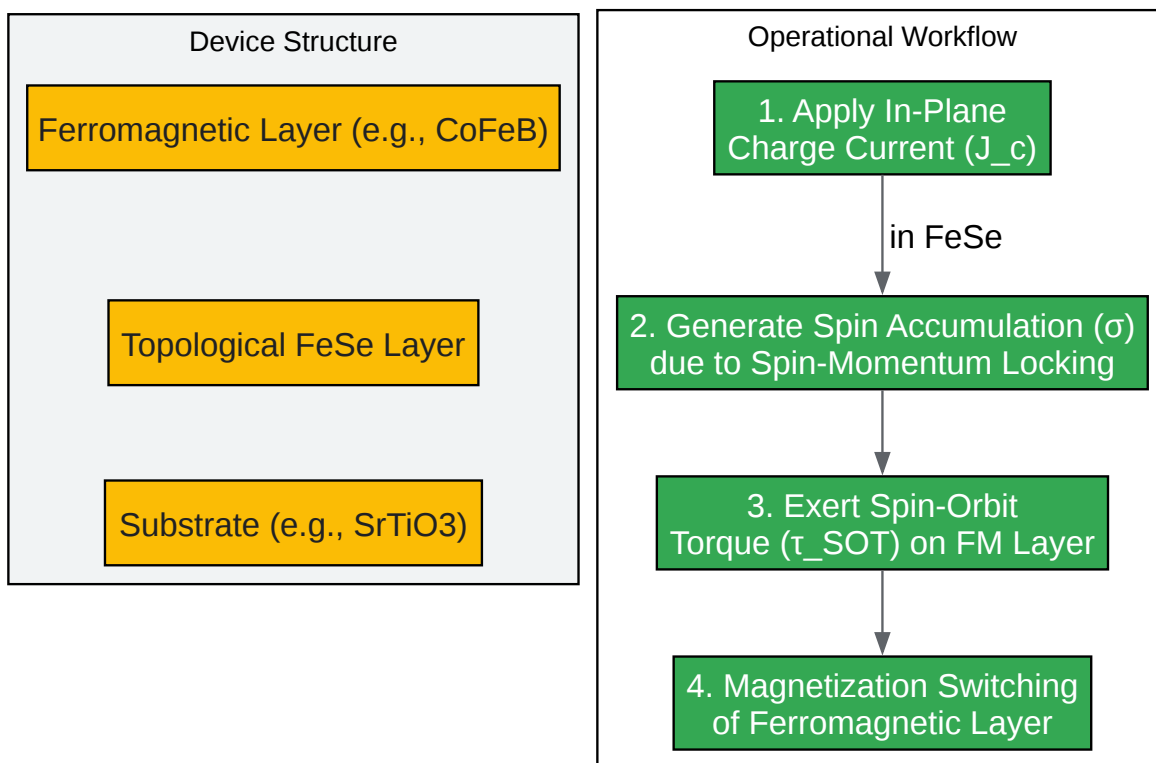 Device Structure
Ferromagnetic Layer (e.g., CoFeB)
Topological FeSe Layer
Substrate (e.g., SrTiO3)
Operational Workflow
1. Apply In-Plane
Charge Current (J_c)
in FeSe
2. Generate Spin Accumulation (σ)
due to Spin-Momentum Locking
3. Exert Spin-Orbit
Torque (τ_SOT) on FM Layer
4. Magnetization Switching
of Ferromagnetic Layer